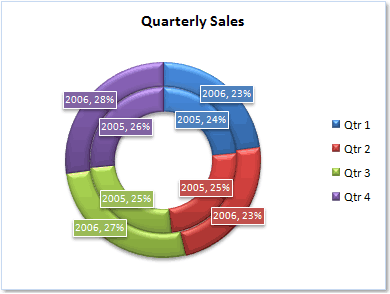 Quarterly Sales
2006, 28%
2006, 23%
2005, 26%
2005, 24%
Qtr 1
Qtr 2
Qtr 3
Qtr 4
2005, 25%
2005, 25%
2006, 27%
2006, 23%